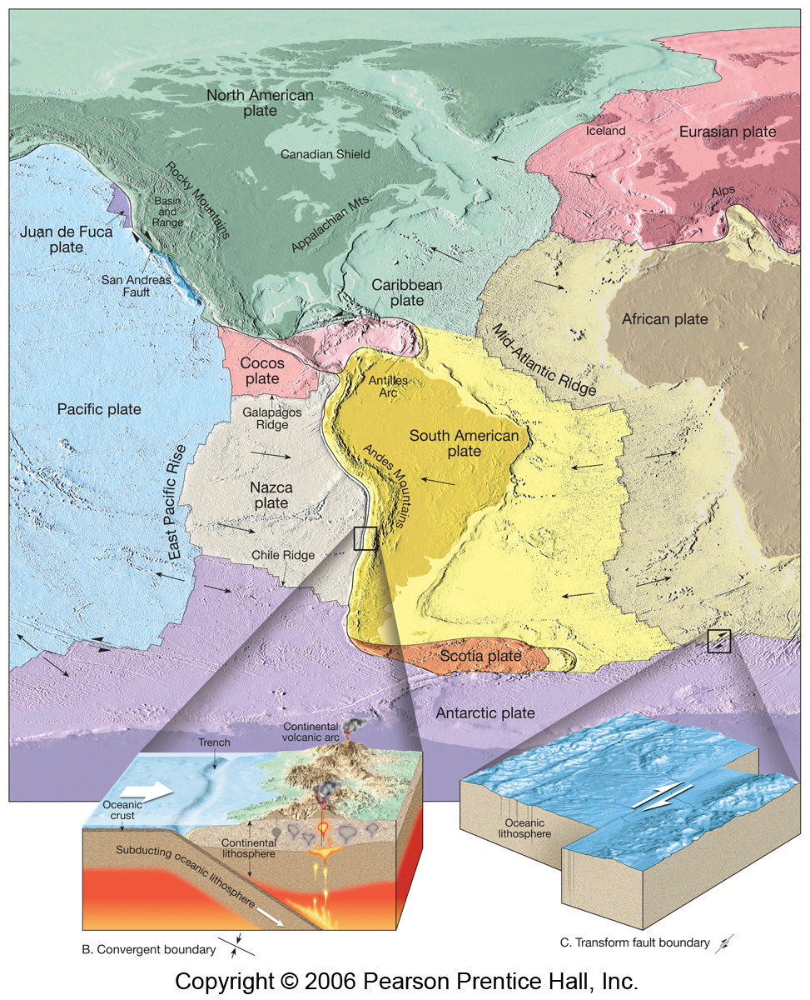 North American
plate
Canadian Shield
Iceland
Eurasian plate
Alps
Rocky Mountains
Basin
and
Range
Appalachian Mts.
Juan de Fuca
plate
San Andreas
Fault
Caribbean
plate
African plate
Mid-Atlantic Ridge
Cocos
plate
Antilles
Arc
Pacific plate
Galapagos
Ridge
South American
plate
Andes Mountains
East Pacific Rise
Nazca
plate
Chile Ridge
Scotia plate
Antarctic plate
Continental
volcanic arc
Trench
Oceanic
crust
Continental
lithosphere
Subducting oceanic lithosphere
Oceanic
lithosphere
B. Convergent boundary
C. Transform fault boundary
Copyright © 2006 Pearson Prentice Hall, Inc.